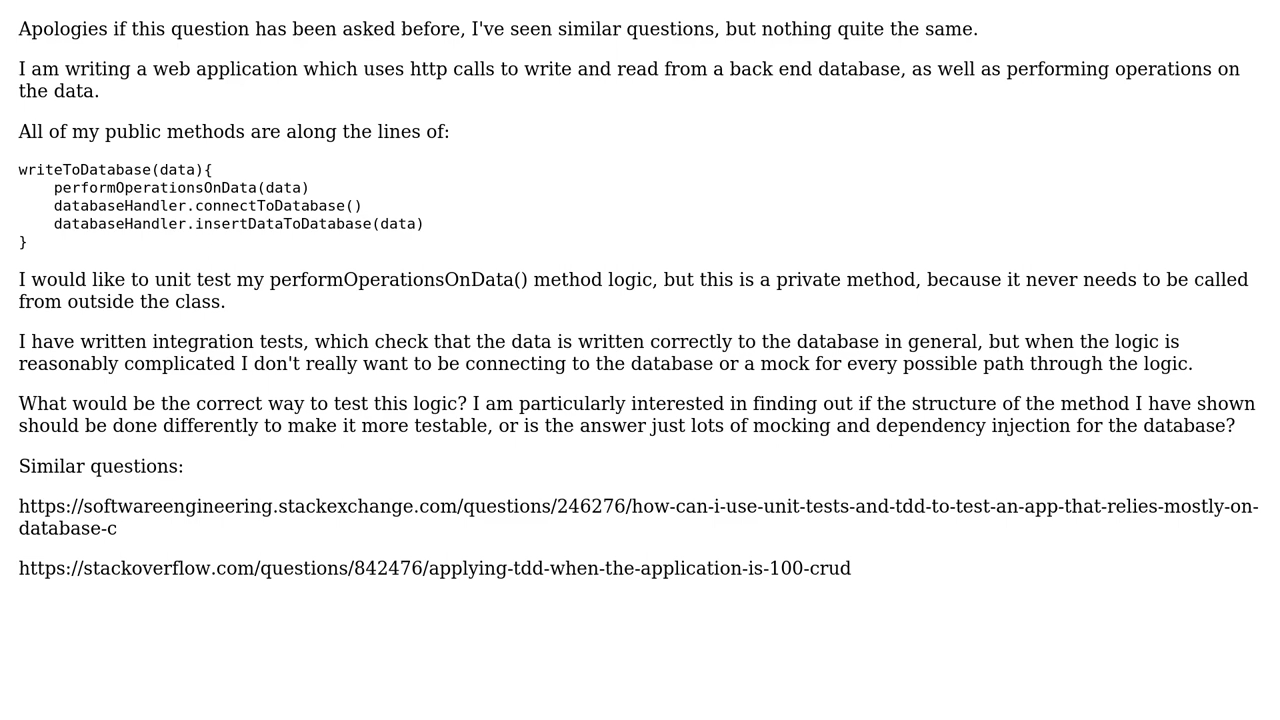 Apologies if this question has been asked before, I've seen similar questions, but nothing quite the same.
I am writing a web application which uses http calls to write and read from a back end database, as well as performing operations on
the data.
All of my public methods are along the lines of:
writeToDatabase(data){
    performOperationsOnData(data)
    databaseHandler.connectToDatabase()
    databaseHandler.insertDataToDatabase(data)
}
I would like to unit test my performOperationsOnData() method logic, but this is a private method, because it never needs to be called
from outside the class.
I have written integration tests, which check that the data is written correctly to the database in general, but when the logic is
reasonably complicated I don't really want to be connecting to the database or a mock for every possible path through the logic.
What would be the correct way to test this logic? I am particularly interested in finding out if the structure of the method I have shown
should be done differently to make it more testable, or is the answer just lots of mocking and dependency injection for the database?
Similar questions:
https://softwareengineering.stackexchange.com/questions/246276/how-can-i-use-unit-tests-and-tdd-to-test-an-app-that-relies-mostly-on-
database-c
https://stackoverflow.com/questions/842476/applying-tdd-when-the-application-is-100-crud